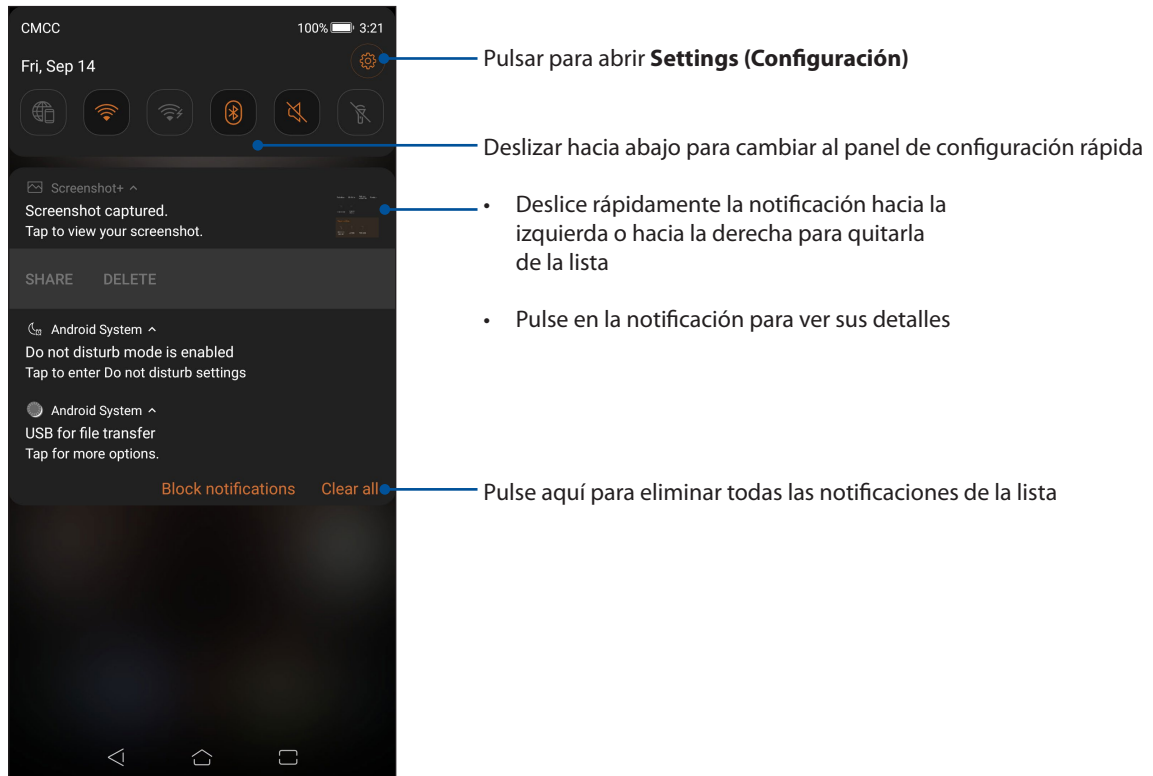 CMCC 100% 3:21
Fri, Sep 14
Screenshot+
Screenshot captured.
Tap to view your screenshot.
SHARE DELETE
Android System
Do not disturb mode is enabled
Tap to enter Do not disturb settings
Android System
USB for file transfer
Tap for more options.
Block notifications Clear all
Pulsar para abrir Settings (Configuración)
Deslizar hacia abajo para cambiar al panel de configuración rápida
• Deslice rápidamente la notificación hacia la
izquierda o hacia la derecha para quitarla
de la lista
• Pulse en la notificación para ver sus detalles
Pulse aquí para eliminar todas las notificaciones de la lista